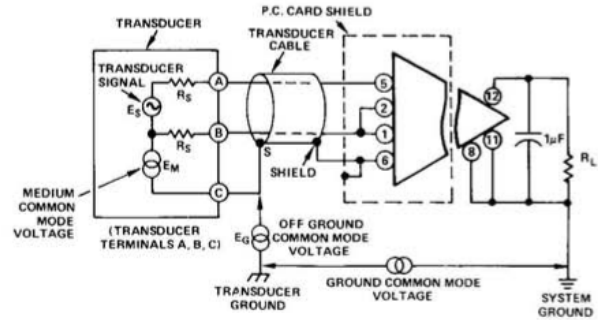 P.C. CARD SHIELD
TRANSDUCER
TRANSDUCER
CABLE
TRANSDUCER
SIGNAL
RS
A
5
12
ES
2
RS
B
1
11
1μF
S
8
RL
EM
6
SHIELD
C
MEDIUM
COMMON
MODE
VOLTAGE
(TRANSDUCER
TERMINALS A, B, C)
EG
OFF GROUND
COMMON MODE
VOLTAGE
TRANSDUCER
GROUND
GROUND COMMON MODE
VOLTAGE
SYSTEM
GROUND